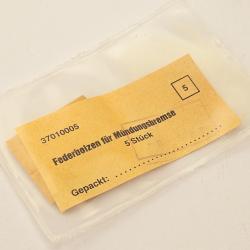 37010005
5
Federbolzen für Mündungsbremse
5 Stück
Gepackt: ....................